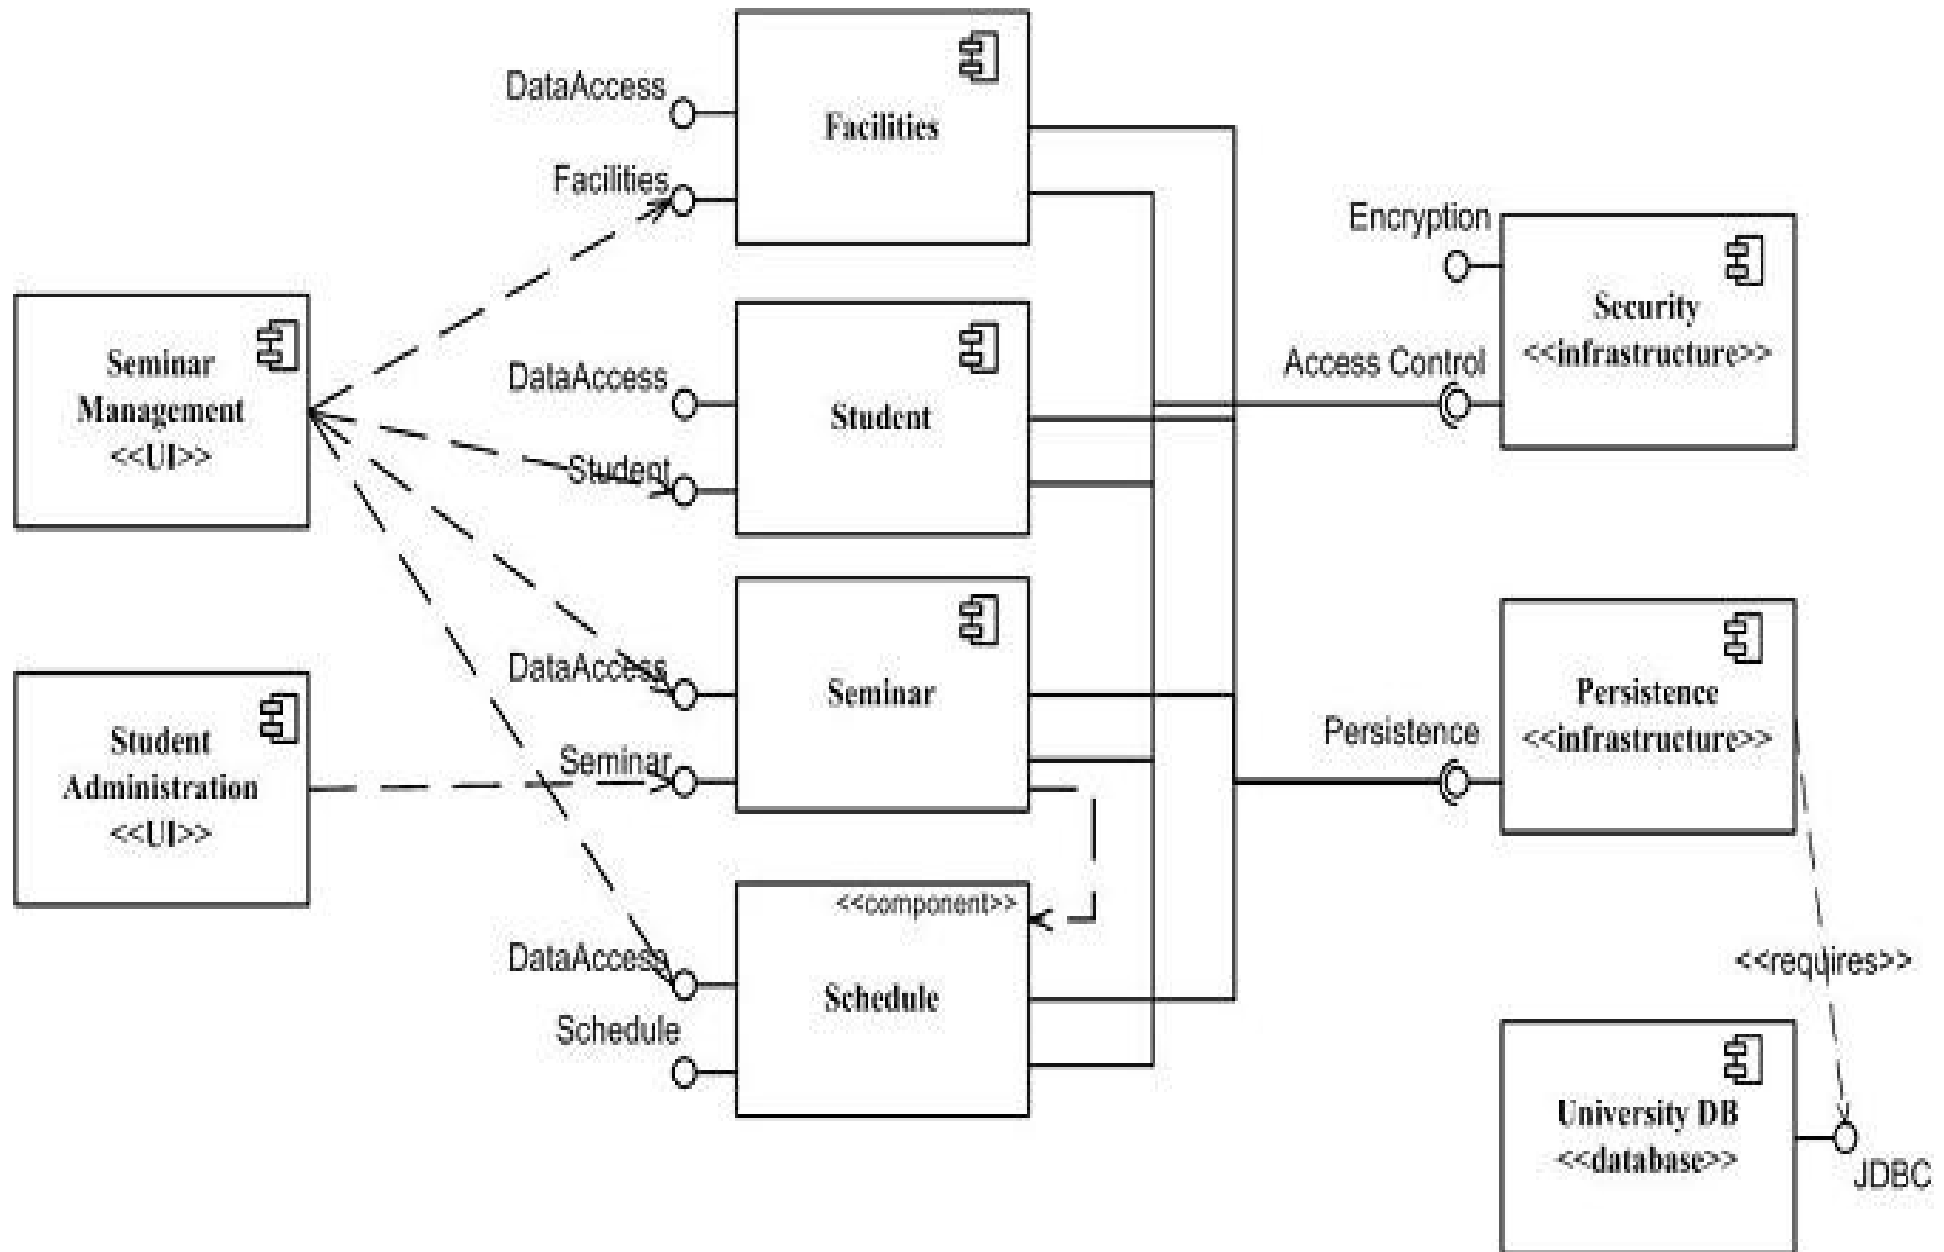 DataAccess
Facilities
Facilities
Encryption
Security
<<infrastructure>>
Access Control
Seminar
Management
<<UI>>
DataAccess
Student
Student
DataAccess
Seminar
Seminar
Student
Administration
<<UI>>
Persistence
<<infrastructure>>
Persistence
<<component>>
DataAccess
Schedule
Schedule
<<requires>>
University DB
<<database>>
JDBC